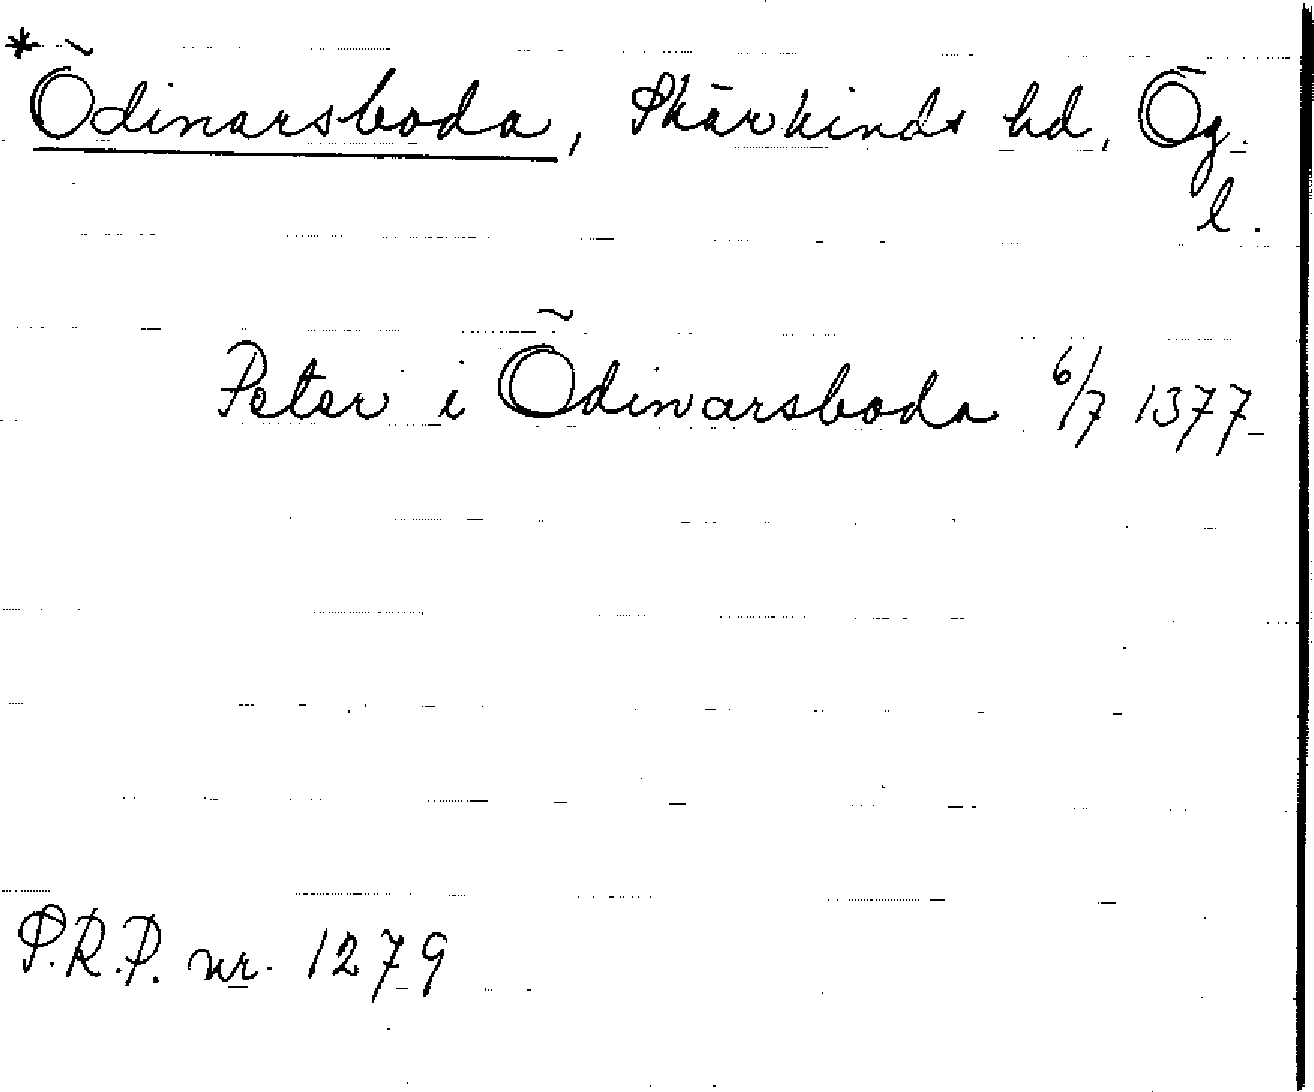 *Ödinarsboda, Skärkinds hd, Ög.
l.
Peter i Ödinarsboda 6/7 1377
P.R.P. nr. 1279